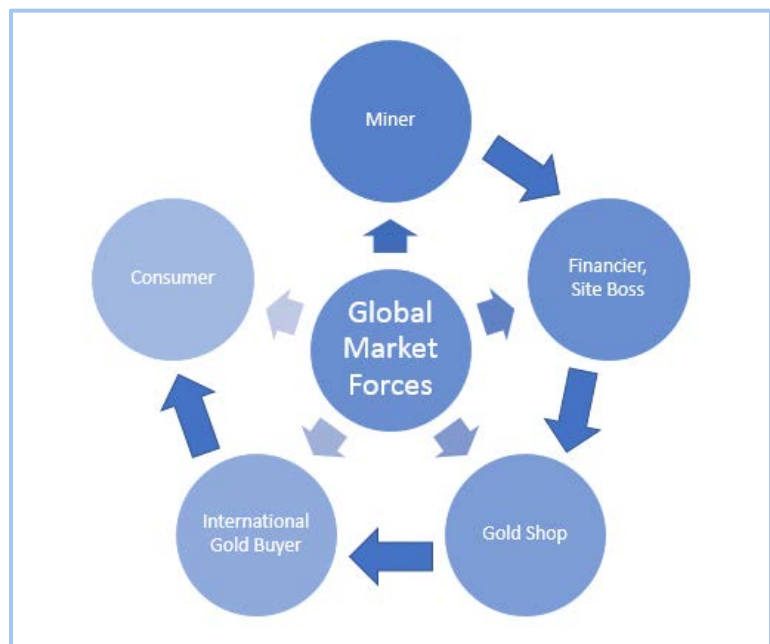 Miner
Financier,
Site Boss
Gold Shop
International
Gold Buyer
Consumer
Global
Market
Forces